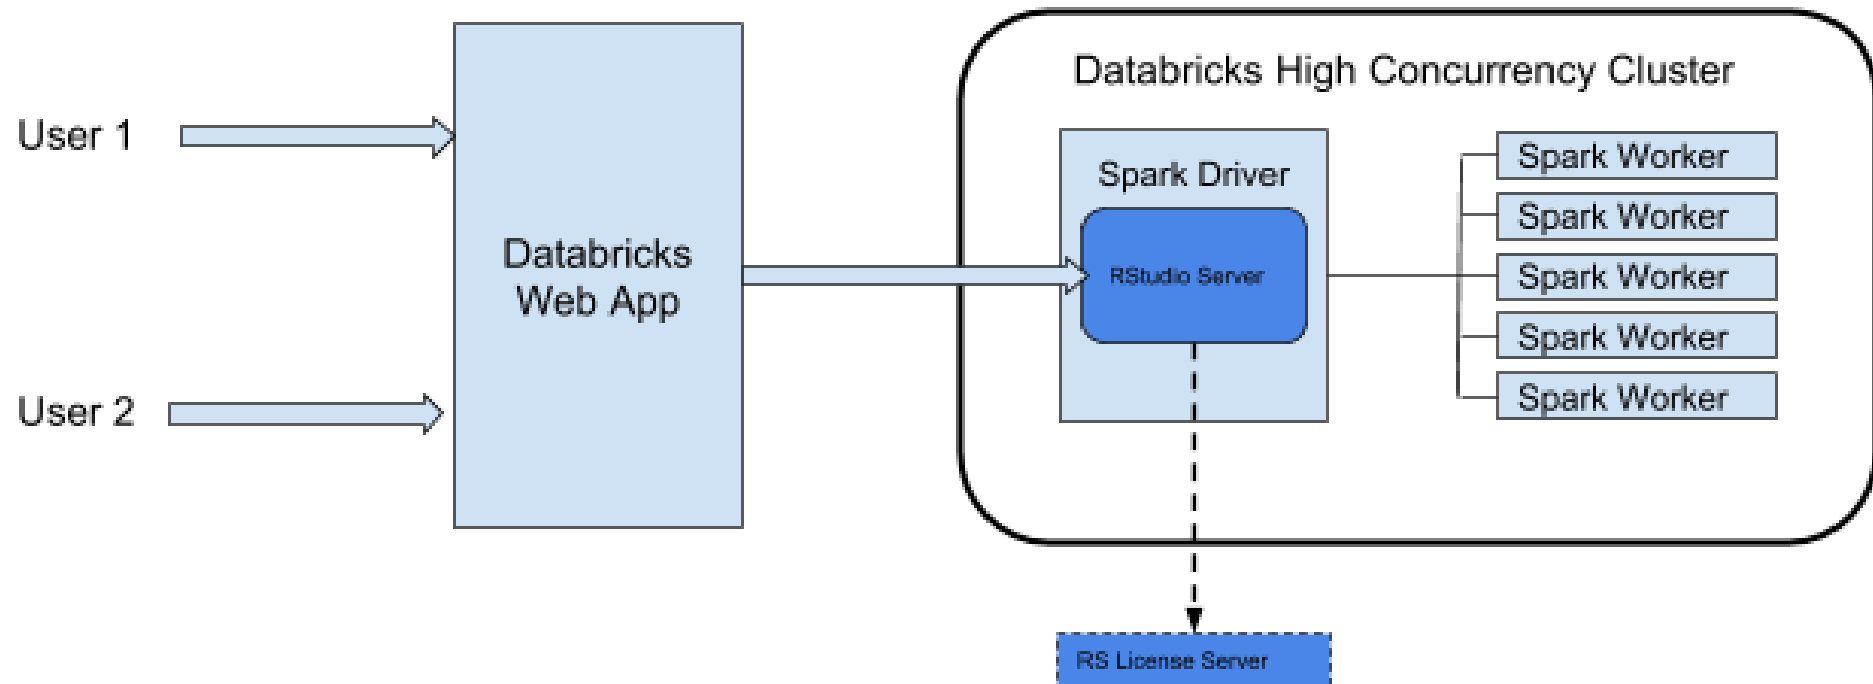 Databricks High Concurrency Cluster
User 1
Spark Driver
Spark Worker
Spark Worker
Databricks
Web App
RStudio Server
Spark Worker
Spark Worker
User 2
Spark Worker
RS License Server